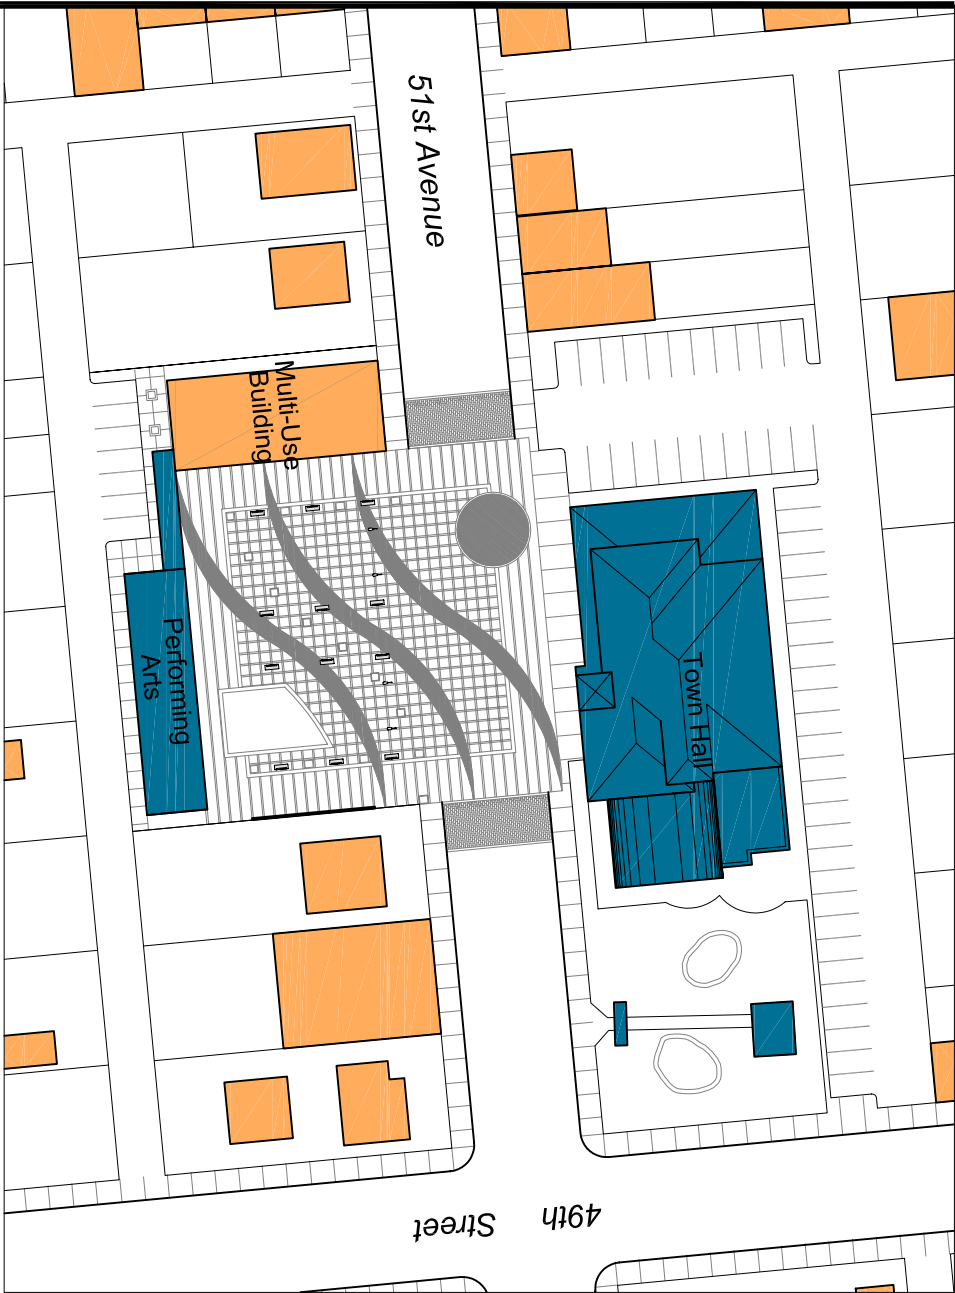 51st Avenue
Multi-Use
Building
Performing
Arts
Town Hall
49th Street